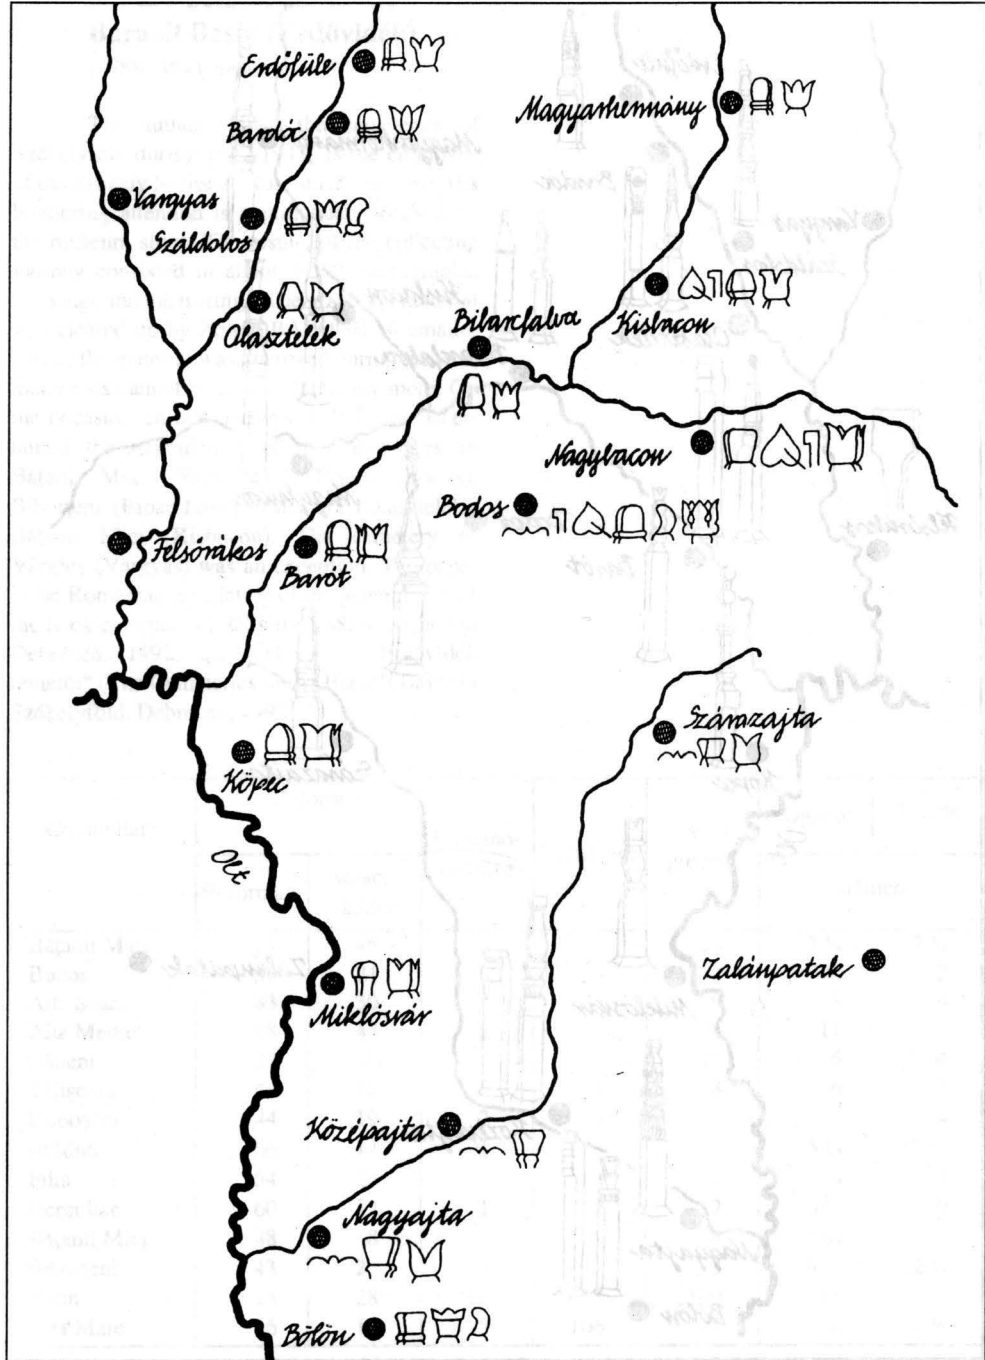 Erdőfüle
Magyarhermány
Bardóc
Vargyas
Száldobos
Olasztelek
Bibarcfalva
Kisbacon
Nagybacon
Bodos
Felsőrákos
Barót
Szárazajta
Köpec
Olt
Zalánpatak
Miklósvár
Középajta
Nagyajta
Bölön